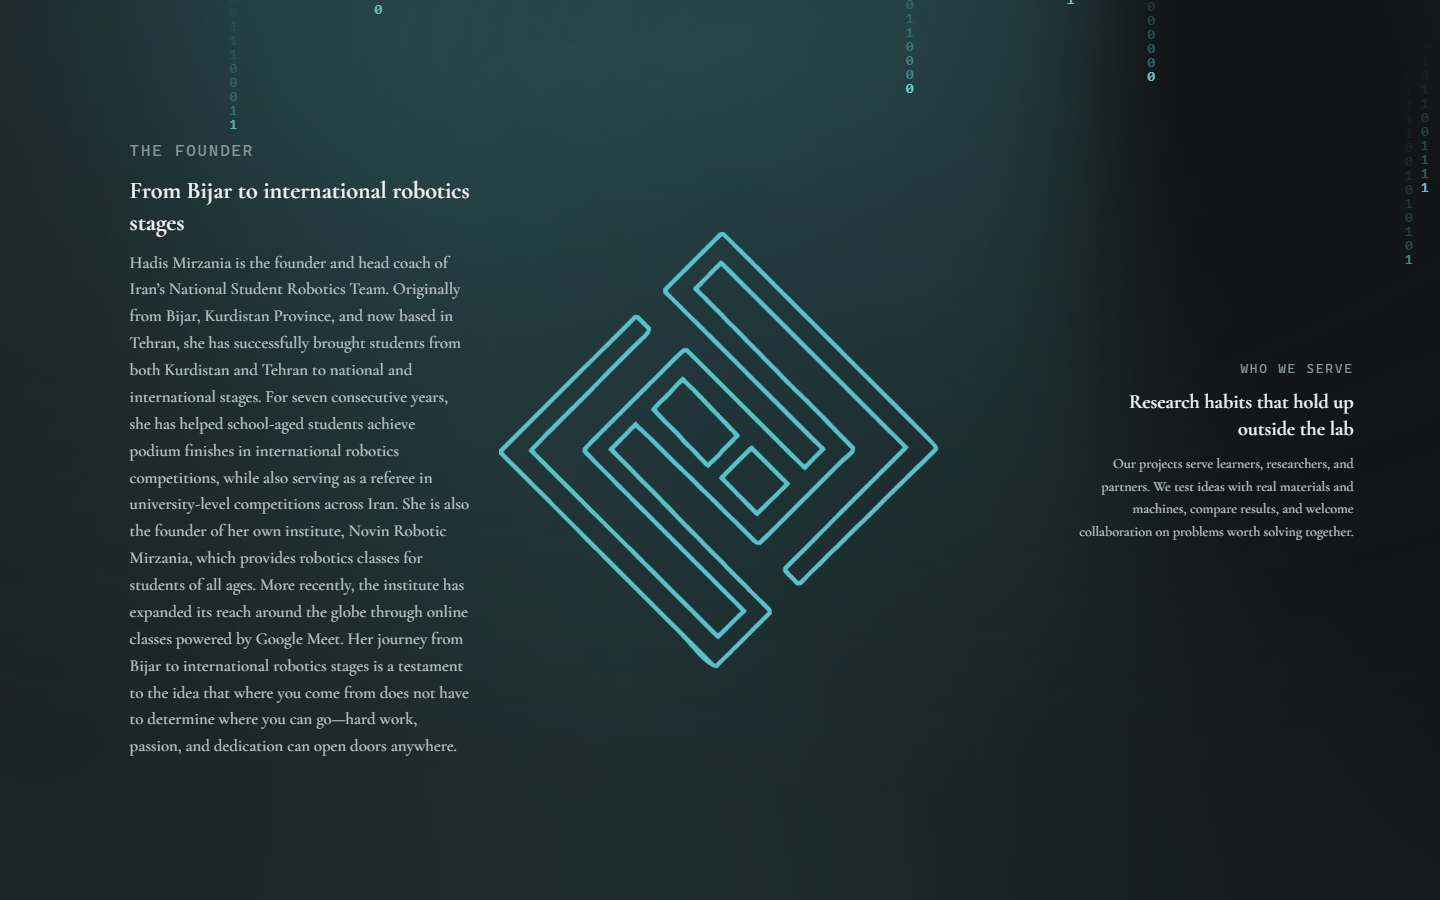 THE FOUNDER
From Bijar to international robotics
stages
Hadis Mirzania is the founder and head coach of
Iran’s National Student Robotics Team. Originally
from Bijar, Kurdistan Province, and now based in
Tehran, she has successfully brought students from
both Kurdistan and Tehran to national and
international stages. For seven consecutive years,
she has helped school-aged students achieve
podium finishes in international robotics
competitions, while also serving as a referee in
university-level competitions across Iran. She is also
the founder of her own institute, Novin Robotic
Mirzania, which provides robotics classes for
students of all ages. More recently, the institute has
expanded its reach around the globe through online
classes powered by Google Meet. Her journey from
Bijar to international robotics stages is a testament
to the idea that where you come from does not have
to determine where you can go—hard work,
passion, and dedication can open doors anywhere.
WHO WE SERVE
Research habits that hold up
outside the lab
Our projects serve learners, researchers, and
partners. We test ideas with real materials and
machines, compare results, and welcome
collaboration on problems worth solving together.